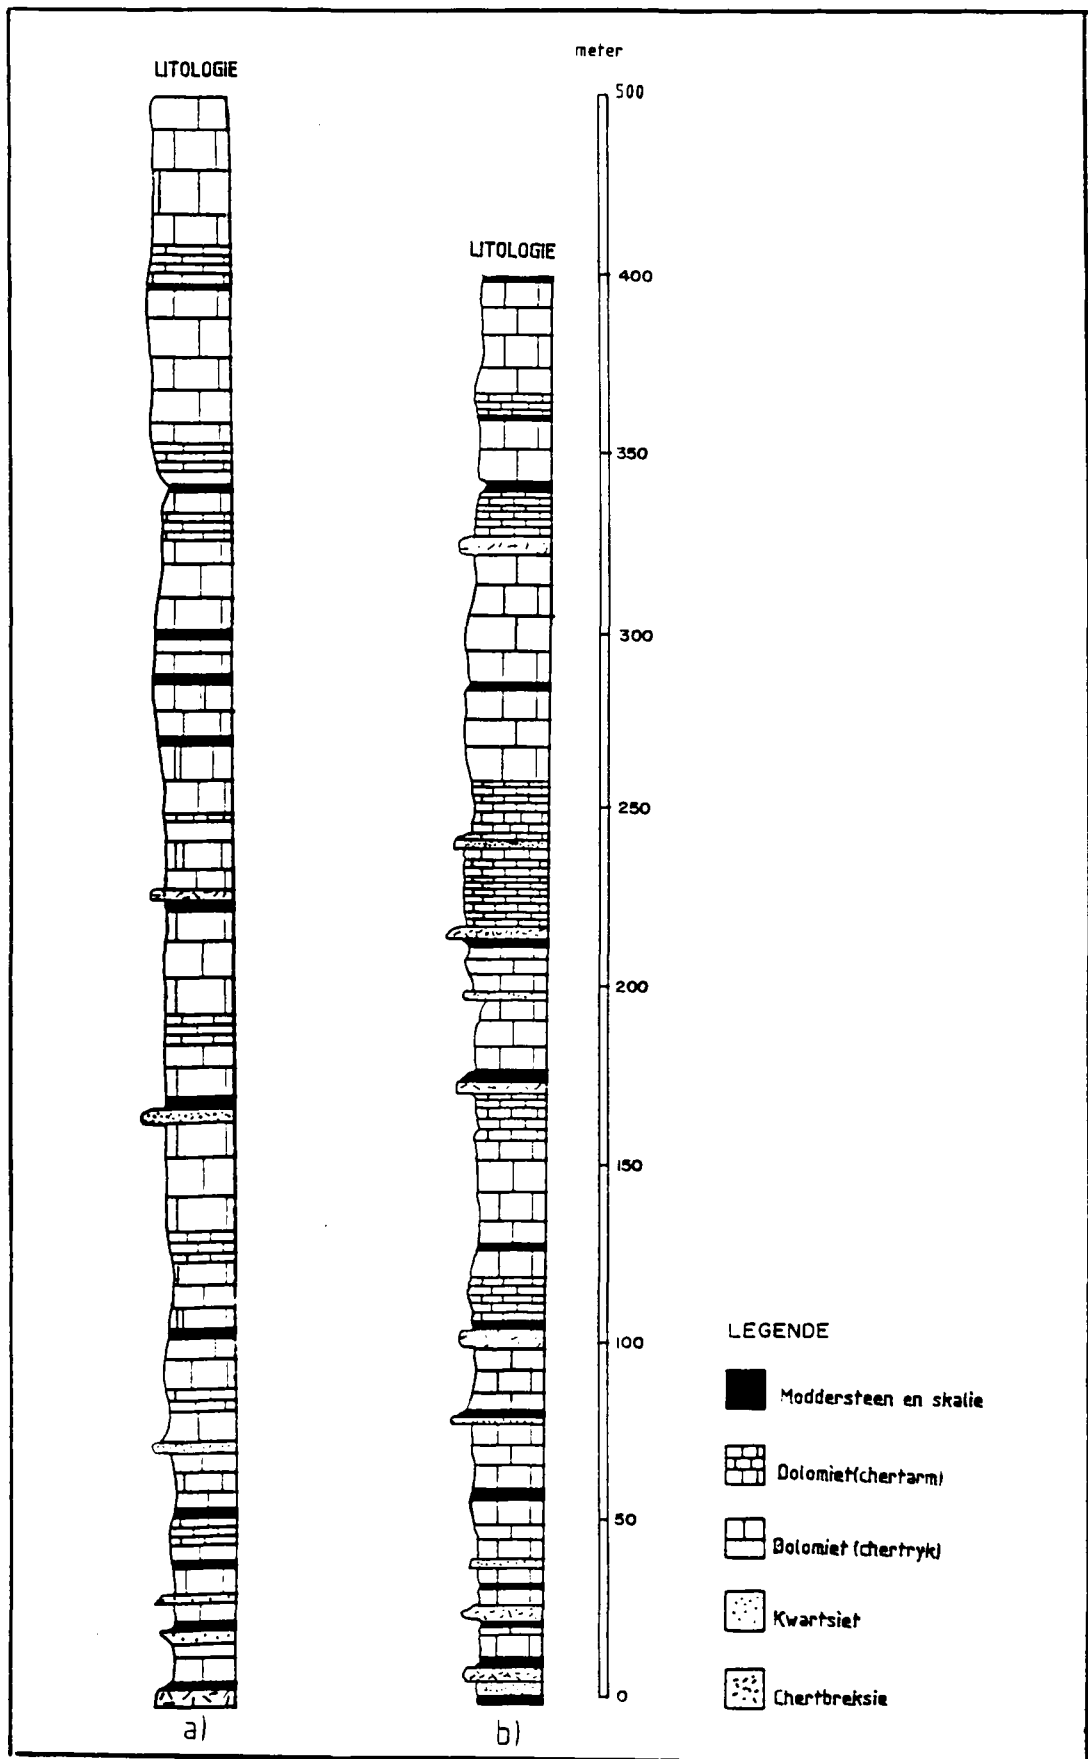 LITOLOGIE
a)
LITOLOGIE
b)
meter
500
400
350
300
250
200
150
100
50
0
LEGENDE
Moddersteen en skalie
Dolomiet(chertarm)
Dolomiet (chertryk)
Kwartsiet
Chertbreksie